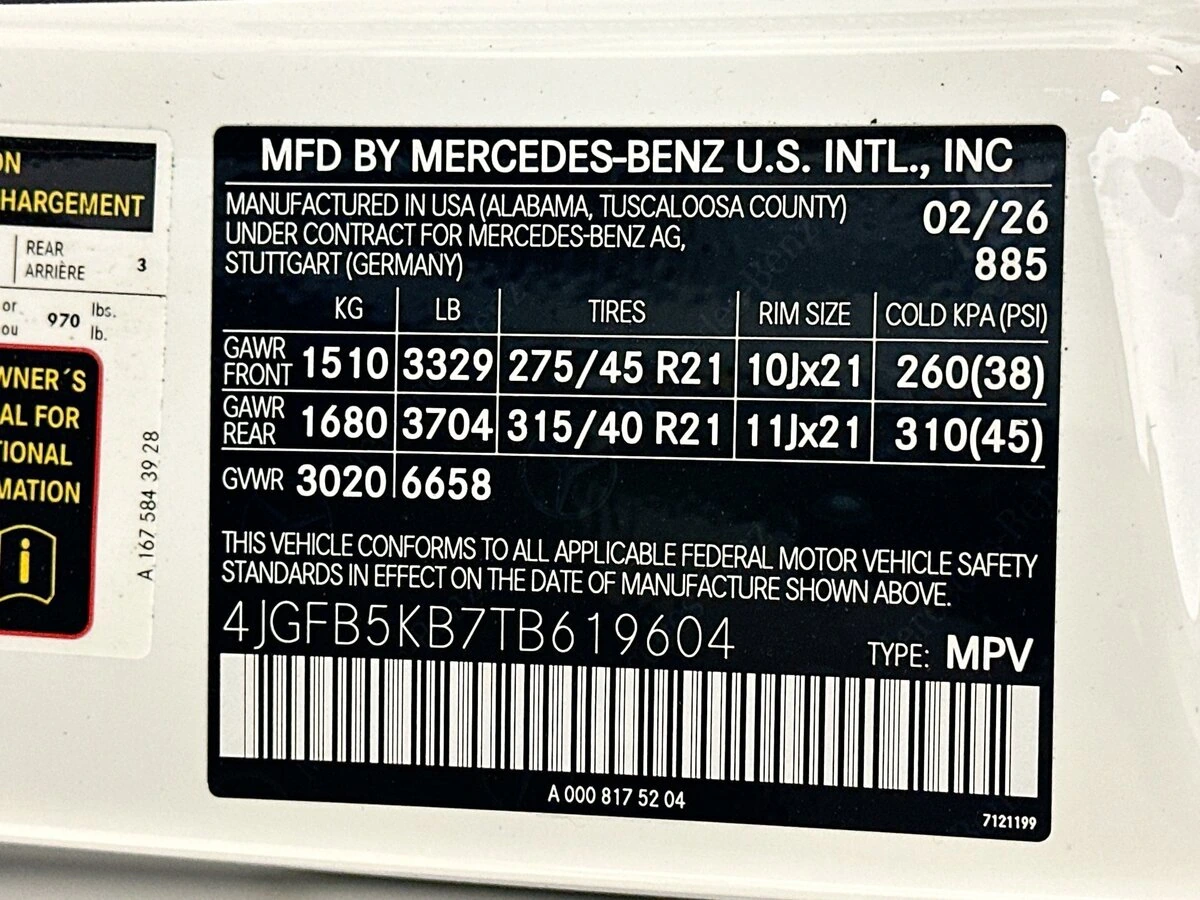 ON
HARGEMENT
REAR
ARRIÈRE 3
or
ou 970 lbs.
lb.
WNER´S
AL FOR
TIONAL
MATION
i
A 167 584 39 28
MFD BY MERCEDES-BENZ U.S. INTL., INC
MANUFACTURED IN USA (ALABAMA, TUSCALOOSA COUNTY) 02/26
UNDER CONTRACT FOR MERCEDES-BENZ AG,
STUTTGART (GERMANY) 885
KG LB TIRES RIM SIZE COLD KPA (PSI)
GAWR FRONT 1510 3329 275/45 R21 10Jx21 260(38)
GAWR REAR 1680 3704 315/40 R21 11Jx21 310(45)
GVWR 3020 6658
THIS VEHICLE CONFORMS TO ALL APPLICABLE FEDERAL MOTOR VEHICLE SAFETY
STANDARDS IN EFFECT ON THE DATE OF MANUFACTURE SHOWN ABOVE.
4JGFB5KB7TB619604
TYPE: MPV
A 000 817 52 04
7121199